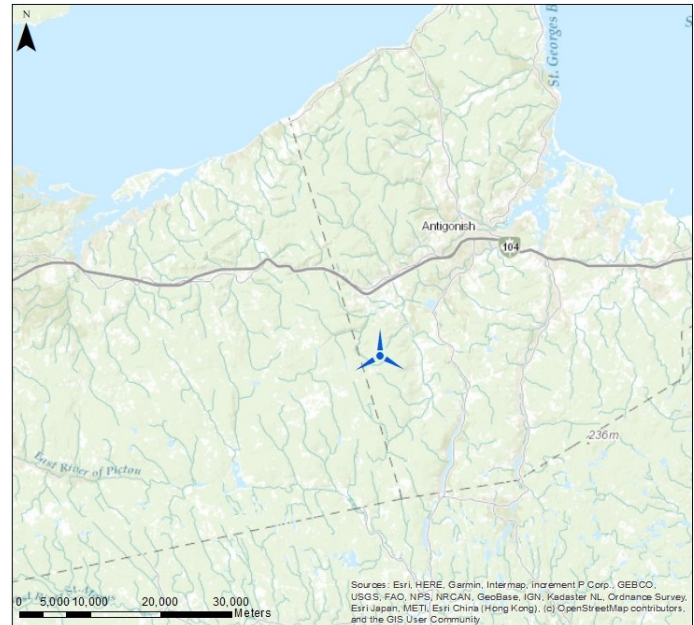 N
St. Georges B
S
Antigonish
104
236m
East River of Pictou
St. Marys
Sources: Esri, HERE, Garmin, Intermap, increment P Corp., GEBCO,
USGS, FAO, NPS, NRCAN, GeoBase, IGN, Kadaster NL, Ordnance Survey,
Esri Japan, METI, Esri China (Hong Kong), (c) OpenStreetMap contributors,
and the GIS User Community
0 5,000 10,000 20,000 30,000
Meters